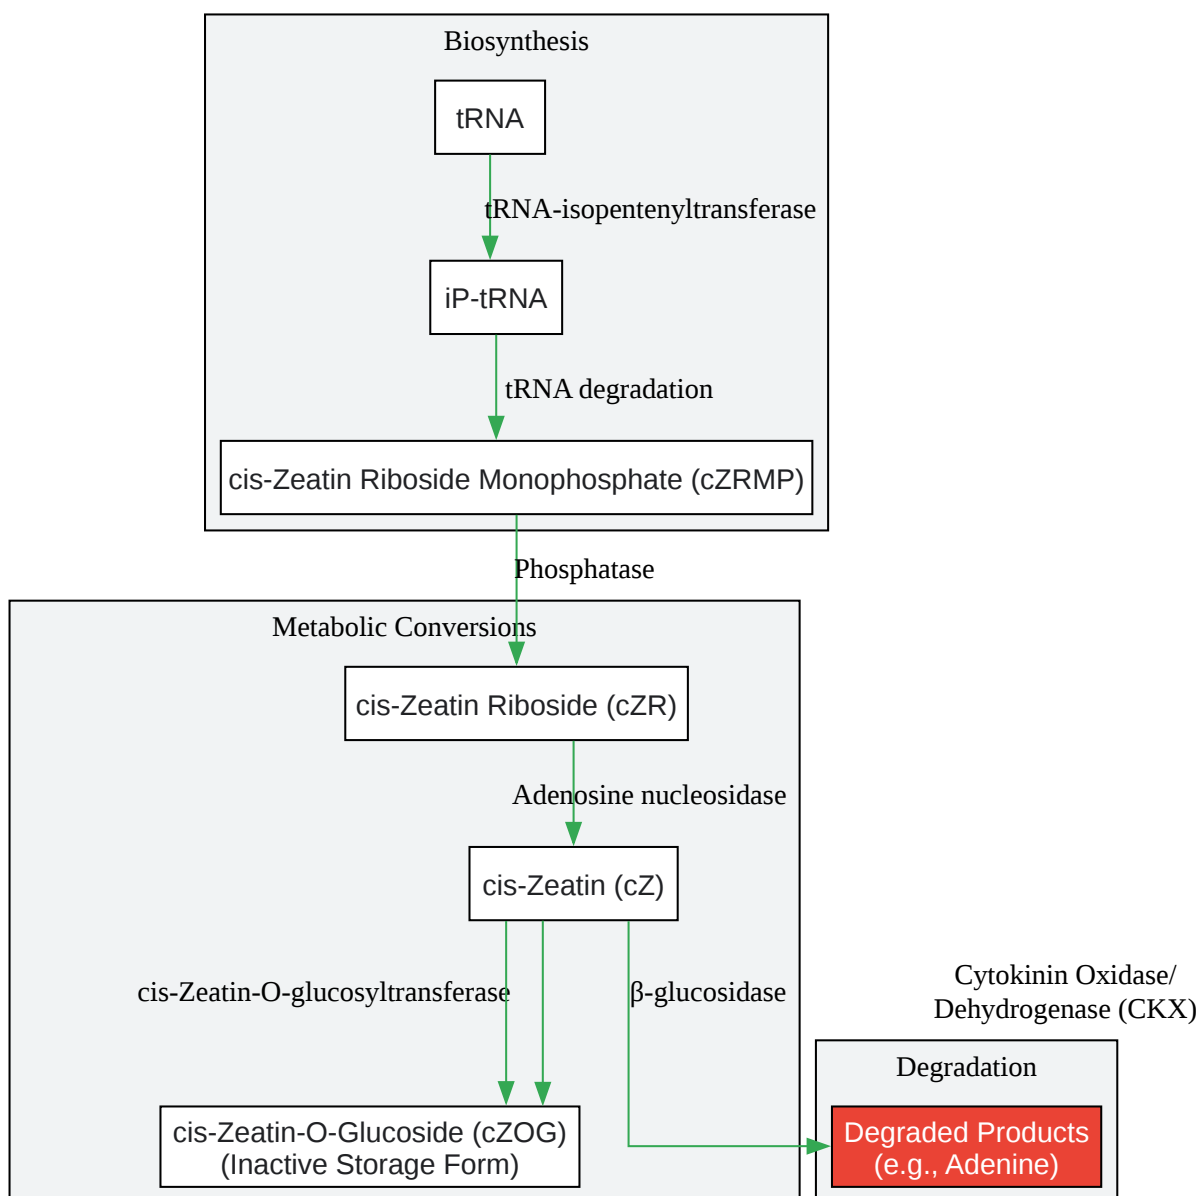 Biosynthesis
tRNA
tRNA-isopentenyltransferase
iP-tRNA
tRNA degradation
cis-Zeatin Riboside Monophosphate (cZRMP)
Phosphatase
Metabolic Conversions
cis-Zeatin Riboside (cZR)
Adenosine nucleosidase
cis-Zeatin (cZ)
cis-Zeatin-O-glucosyltransferase
β-glucosidase
Cytokinin Oxidase/
Dehydrogenase (CKX)
Degradation
cis-Zeatin-O-Glucoside (cZOG)
(Inactive Storage Form)
Degraded Products
(e.g., Adenine)